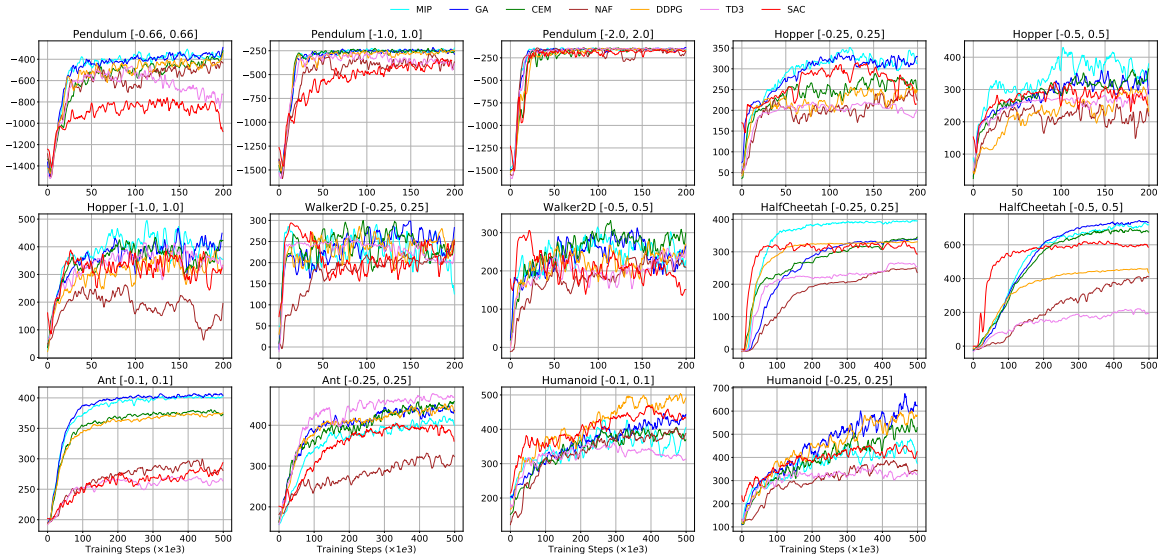 MIP GA CEM NAF DDPG TD3 SAC
Pendulum [-0.66, 0.66] Pendulum [-1.0, 1.0] Pendulum [-2.0, 2.0] Hopper [-0.25, 0.25] Hopper [-0.5, 0.5]
−400 −600 −800 −1000 −1200 −1400
0 50 100 150 200
−250 −500 −750 −1000 −1250 −1500
0 50 100 150 200
−250 −500 −750 −1000 −1250 −1500
0 50 100 150 200
350 300 250 200 150 100 50
0 50 100 150 200
400 300 200 100
0 50 100 150 200
Hopper [-1.0, 1.0] Walker2D [-0.25, 0.25] Walker2D [-0.5, 0.5] HalfCheetah [-0.25, 0.25] HalfCheetah [-0.5, 0.5]
500 400 300 200 100 0
0 50 100 150 200
300 250 200 150 100 50 0
0 50 100 150 200
300 200 100 0
0 50 100 150 200
400 300 200 100 0
0 100 200 300 400 500
600 400 200 0
0 100 200 300 400 500
Ant [-0.1, 0.1] Ant [-0.25, 0.25] Humanoid [-0.1, 0.1] Humanoid [-0.25, 0.25]
400 350 300 250 200
0 100 200 300 400 500
Training Steps (×1e3)
400 300 200
0 100 200 300 400 500
Training Steps (×1e3)
500 400 300 200
0 100 200 300 400 500
Training Steps (×1e3)
700 600 500 400 300 200 100
0 100 200 300 400 500
Training Steps (×1e3)